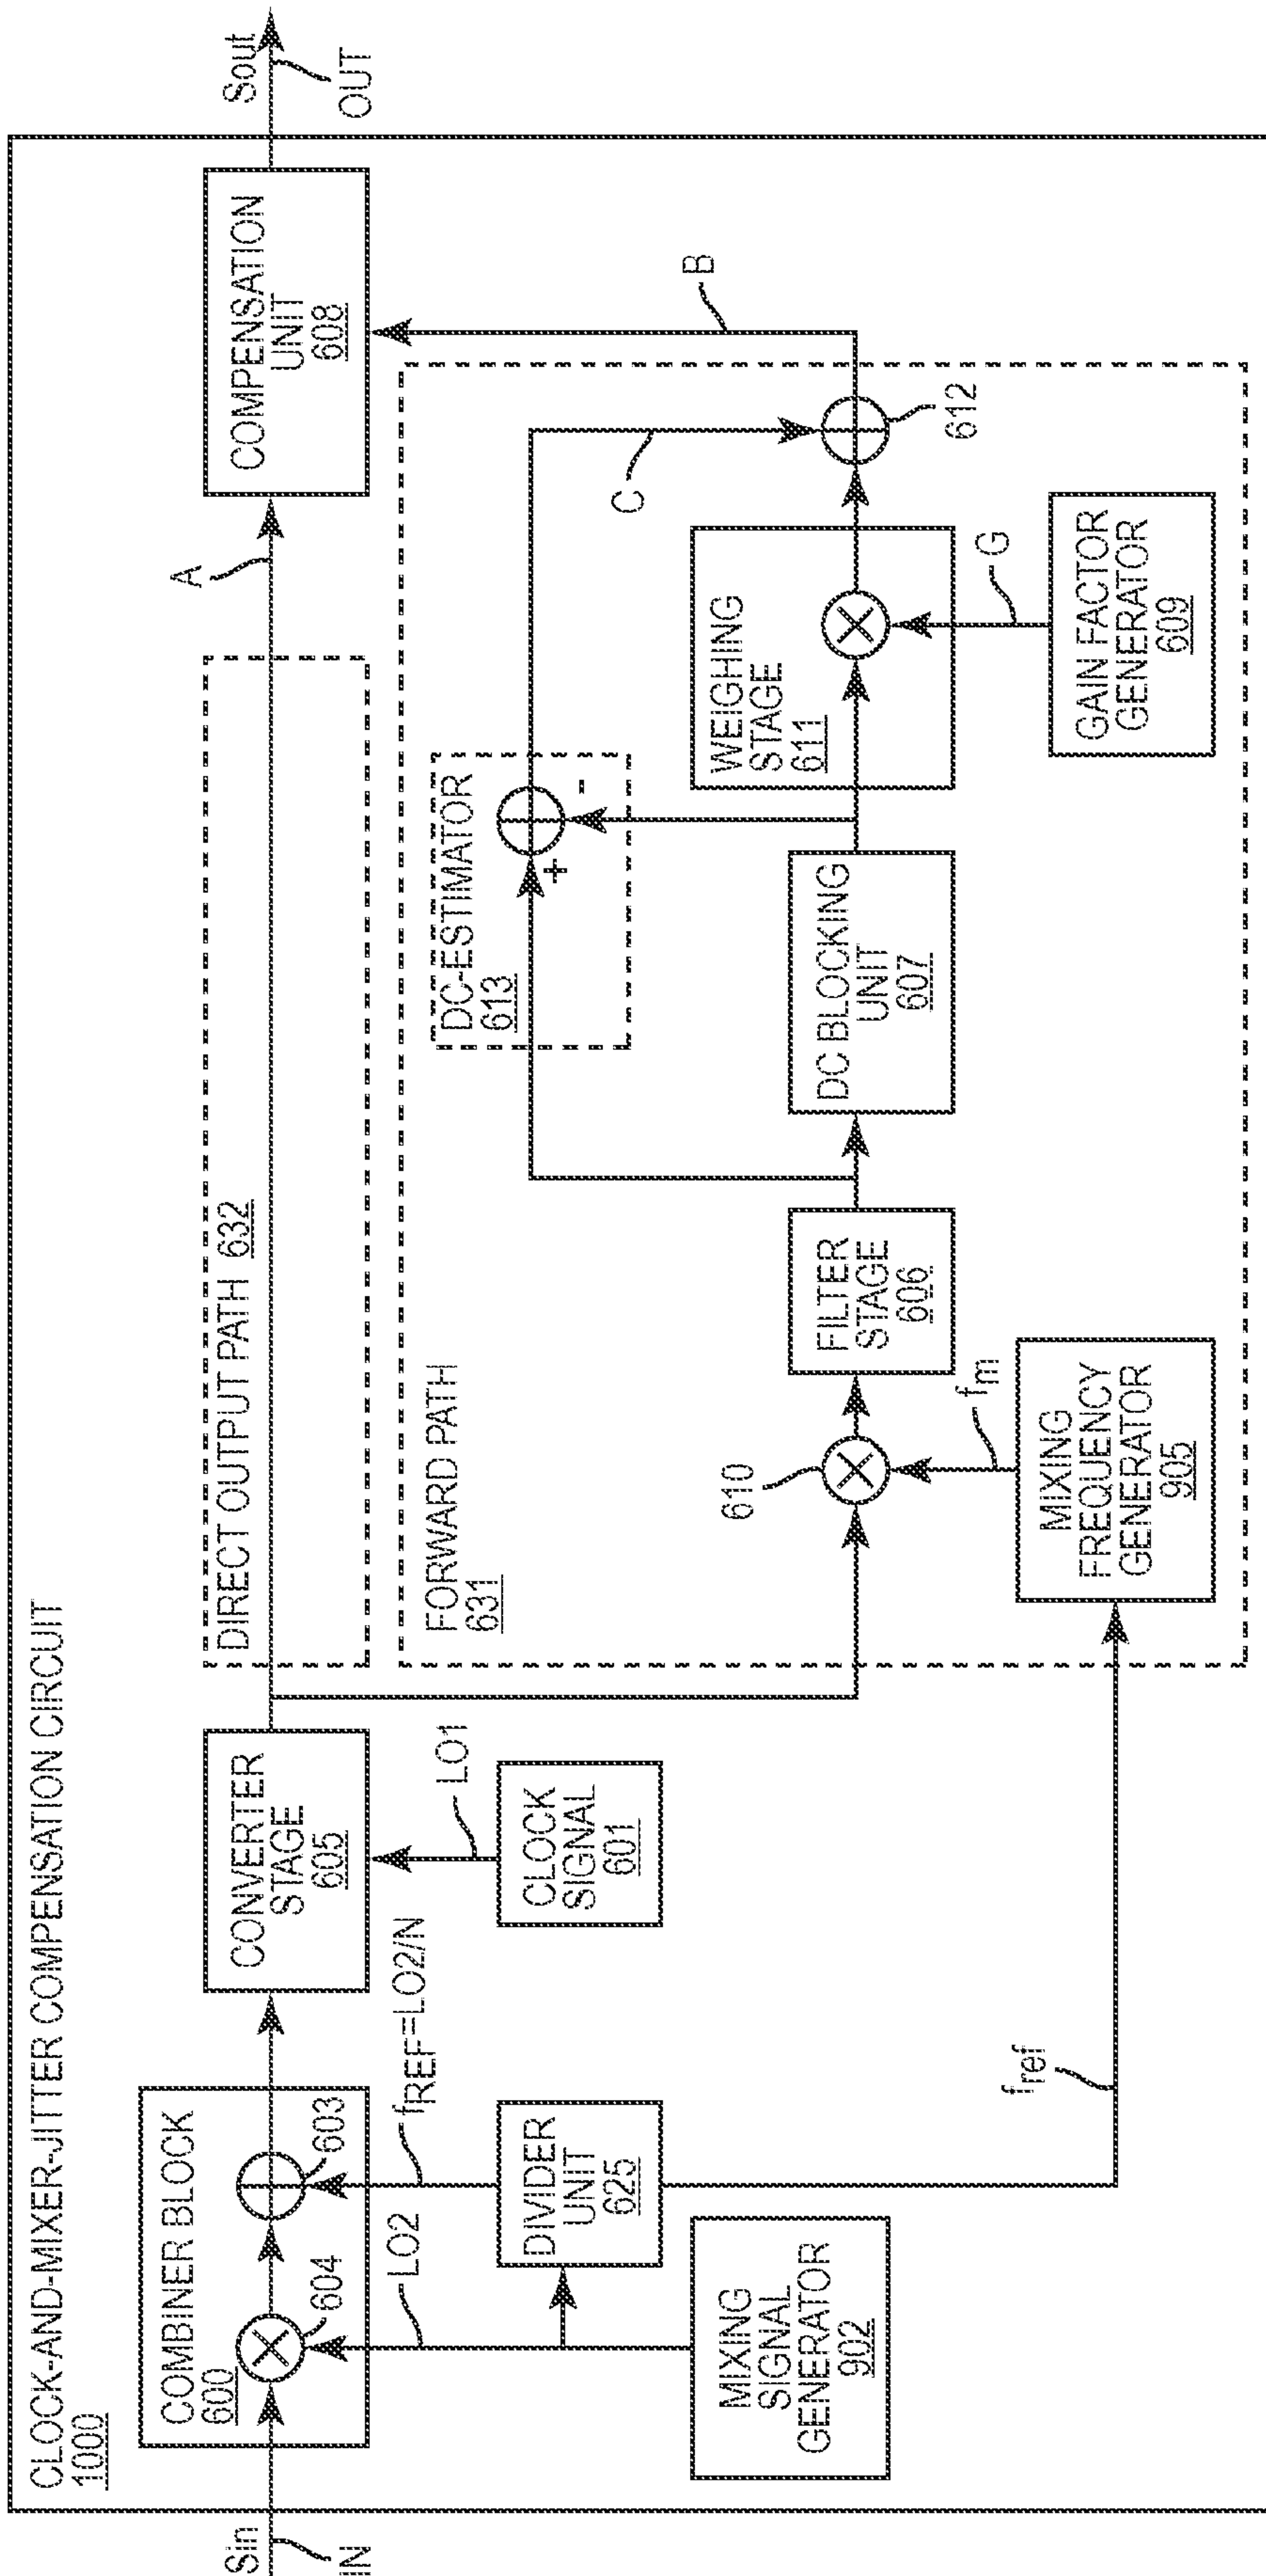 CLOCK-AND-MIXER-JITTER COMPENSATION CIRCUIT
1000
Sin
IN
COMBINER BLOCK
600
604
603
LO2
fREF=LO2/N
MIXING
SIGNAL
GENERATOR
902
DIVIDER
UNIT
625
fref
CONVERTER
STAGE
605
LO1
CLOCK
SIGNAL
601
DIRECT OUTPUT PATH 632
A
COMPENSATION
UNIT
608
Sout
OUT
FORWARD PATH
631
610
fm
MIXING
FREQUENCY
GENERATOR
905
FILTER
STAGE
606
DC BLOCKING
UNIT
607
DC-ESTIMATOR
613
+
-
WEIGHING
STAGE
611
G
GAIN FACTOR
GENERATOR
609
C
612
B